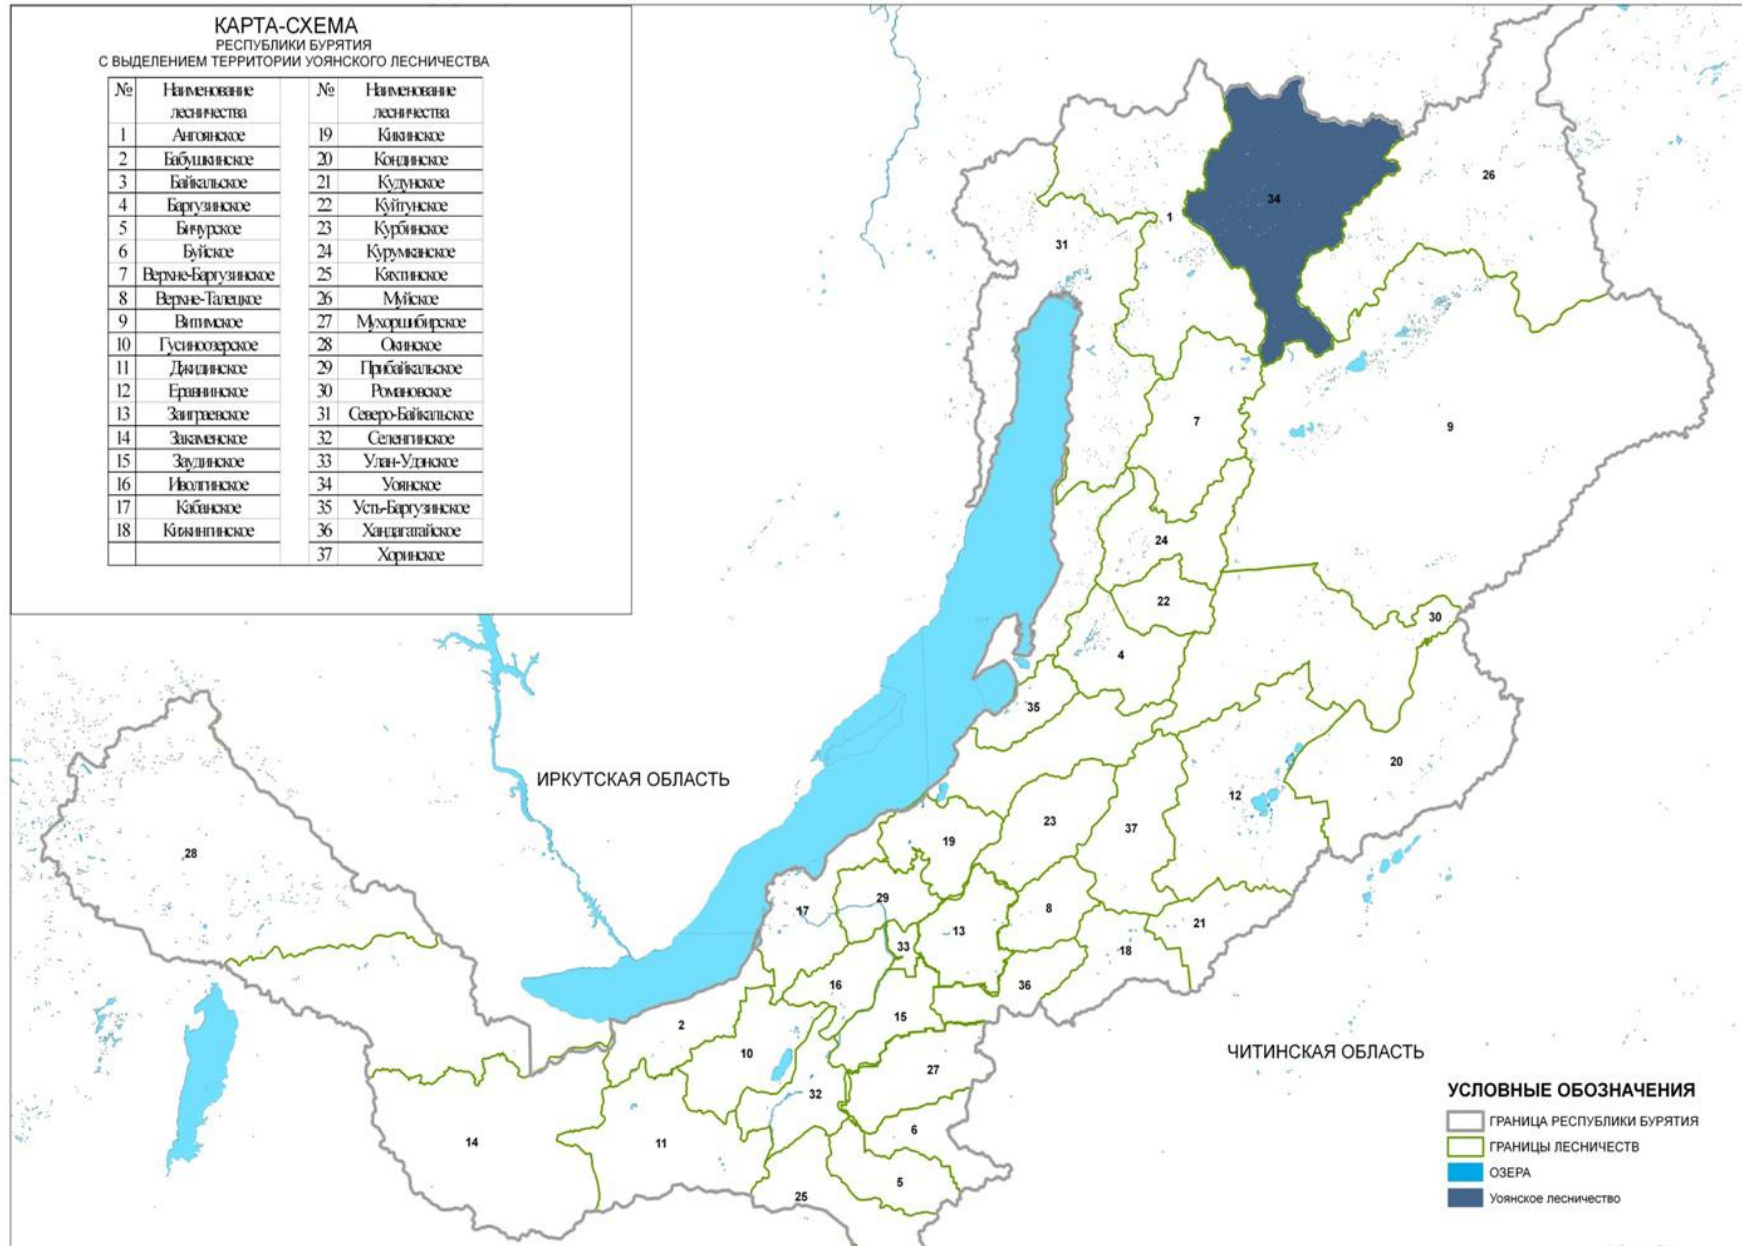 КАРТА-СХЕМА
РЕСПУБЛИКИ БУРЯТИЯ
С ВЫДЕЛЕНИЕМ ТЕРРИТОРИИ УОЯНСКОГО ЛЕСНИЧЕСТВА
№ Наименование лесничества № Наименование лесничества
1 Ангоянское 19 Кикинское
2 Бабушкинское 20 Кондинское
3 Байкальское 21 Кудунское
4 Баргузинское 22 Куйтунское
5 Бичурское 23 Курбинское
6 Буйское 24 Курумканское
7 Верхне-Баргузинское 25 Кяхтинское
8 Верхне-Талецкое 26 Муйское
9 Витимское 27 Мухоршибирское
10 Гусиноозерское 28 Окинское
11 Джидинское 29 Прибайкальское
12 Еравнинское 30 Романовское
13 Заиграевское 31 Северо-Байкальское
14 Закаменское 32 Селенгинское
15 Заудинское 33 Улан-Удэнское
16 Иволгинское 34 Уоянское
17 Кабанское 35 Усть-Баргузинское
18 Кижингинское 36 Хандагатайское
37 Хоринское
26
34
1
31
7
9
24
22
30
4
35
20
ИРКУТСКАЯ ОБЛАСТЬ
12
23
37
19
28
29
17
8
21
13
33
18
16
36
15
2
10
ЧИТИНСКАЯ ОБЛАСТЬ
27
32
6
14
11
5
25
УСЛОВНЫЕ ОБОЗНАЧЕНИЯ
ГРАНИЦА РЕСПУБЛИКИ БУРЯТИЯ
ГРАНИЦЫ ЛЕСНИЧЕСТВ
ОЗЕРА
Уоянское лесничество